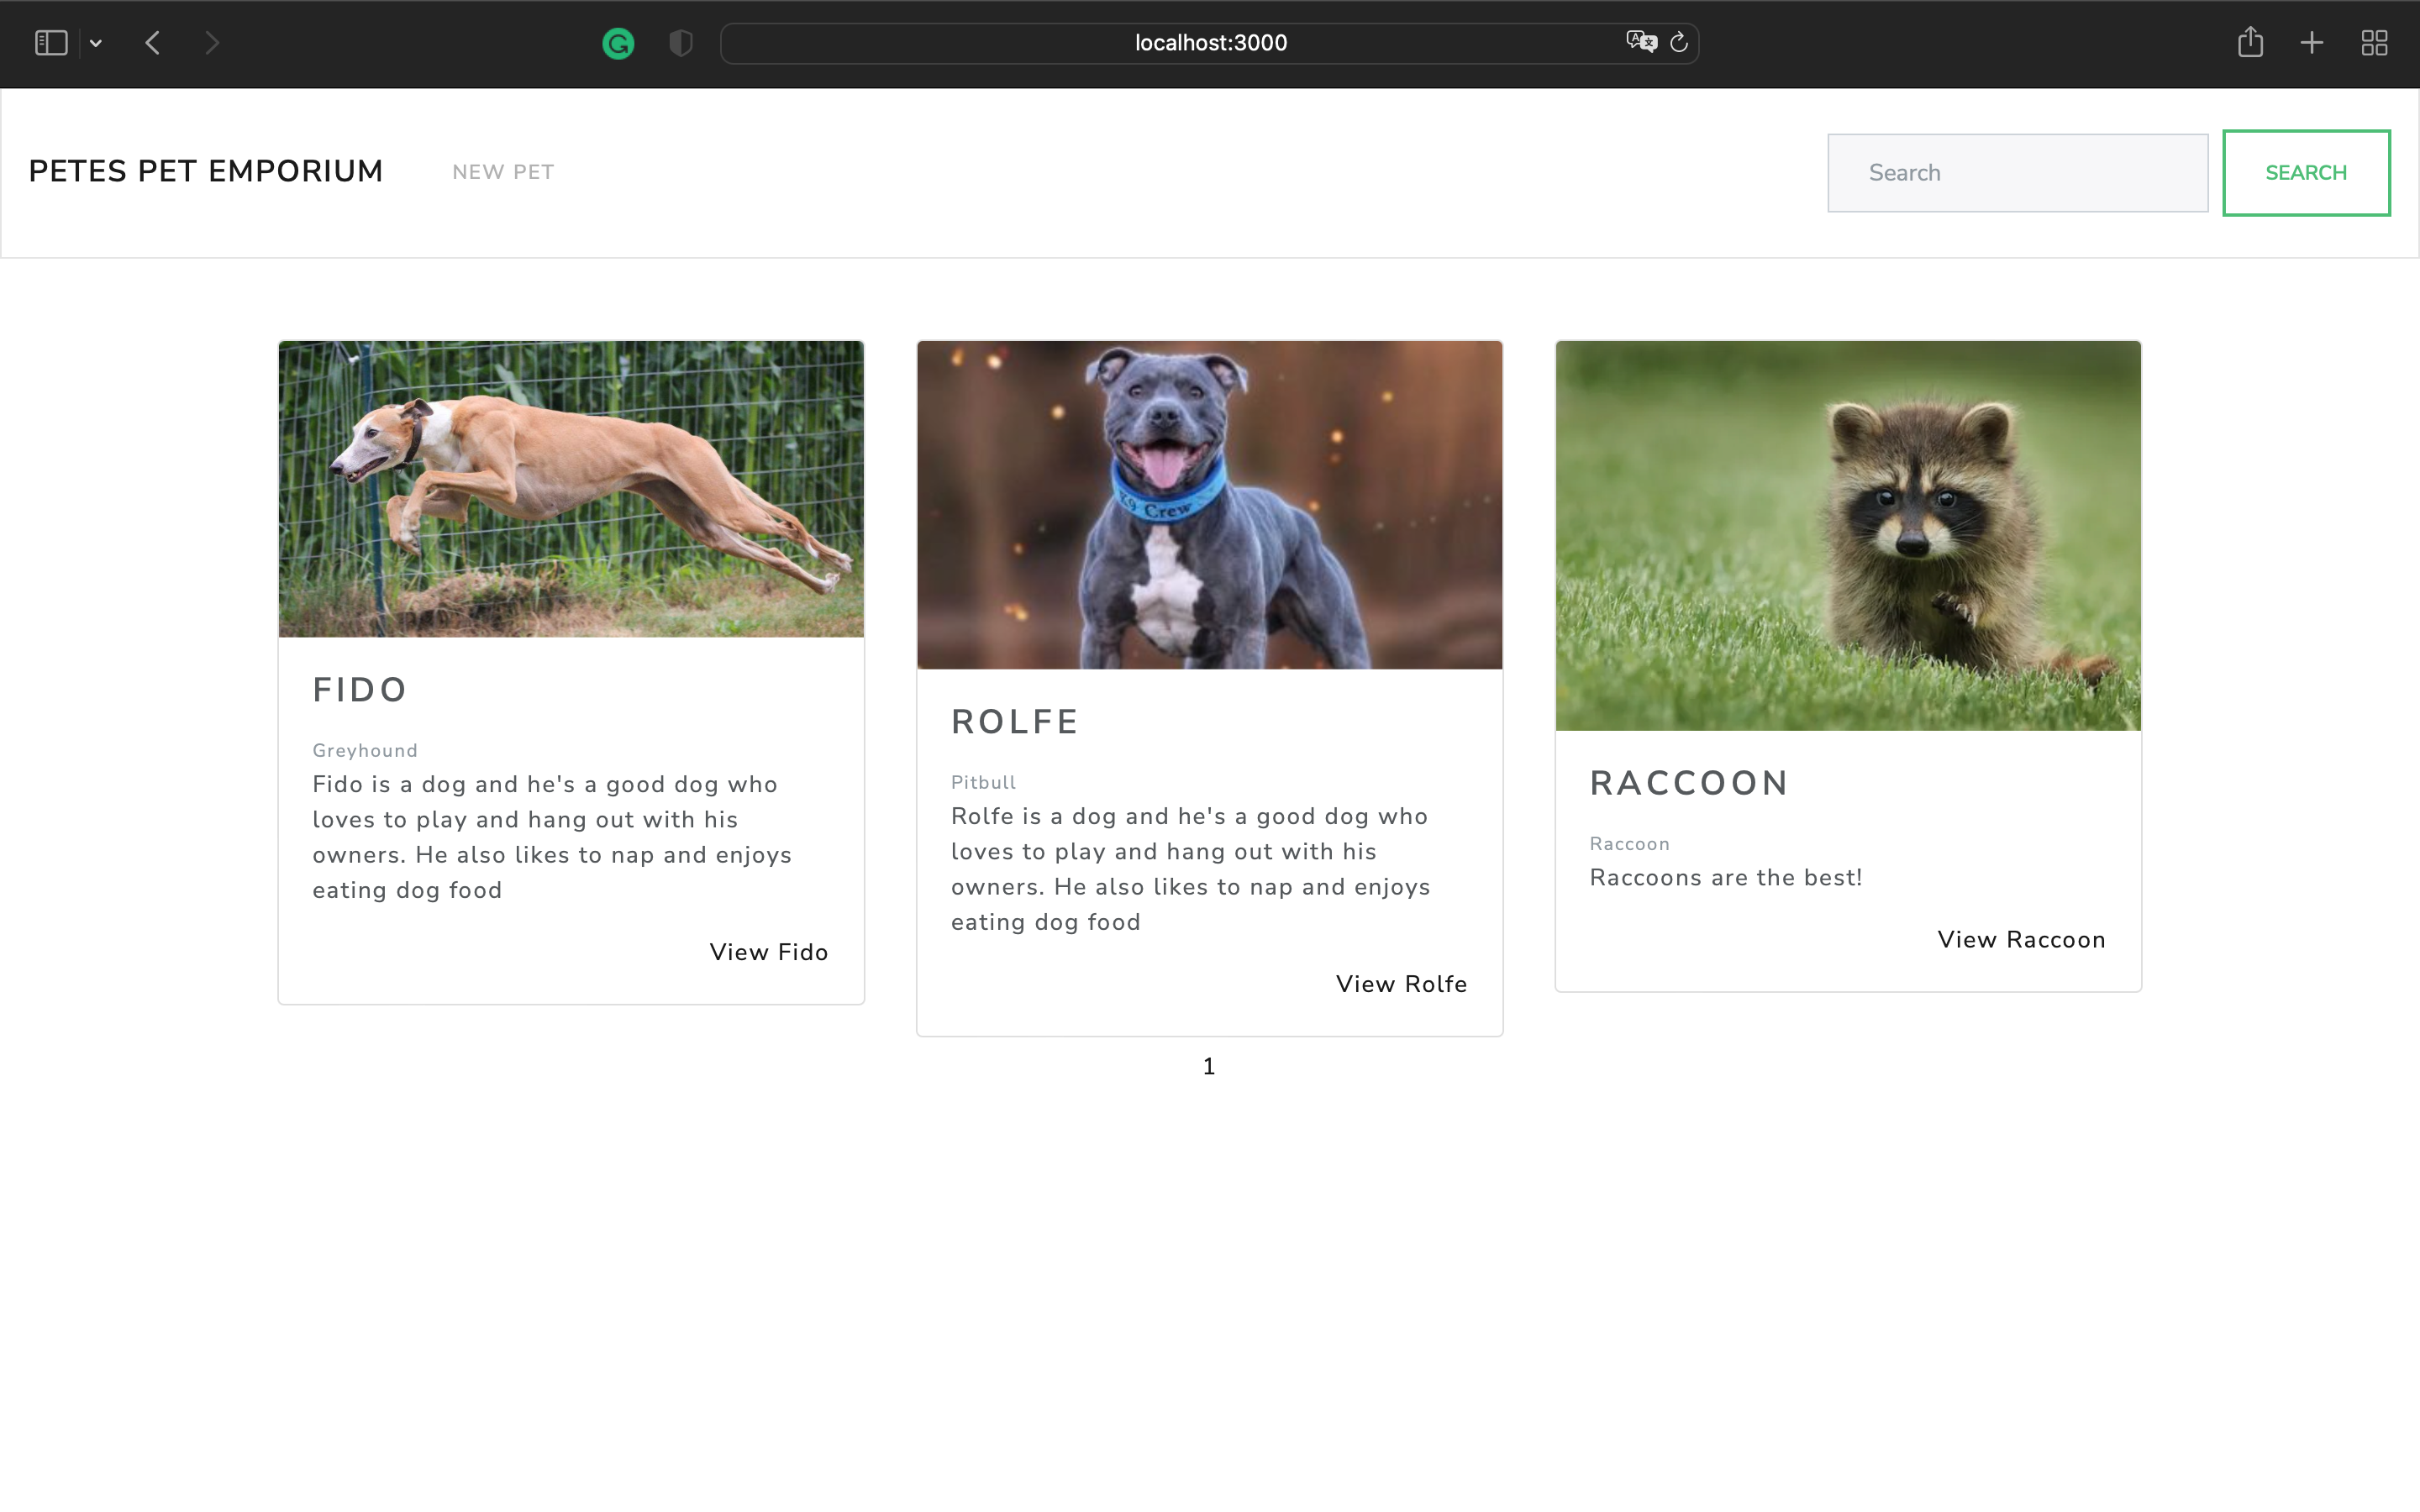 localhost:3000
PETES PET EMPORIUM
NEW PET
Search
SEARCH
K9 Crew
FIDO
Greyhound
Fido is a dog and he's a good dog who
loves to play and hang out with his
owners. He also likes to nap and enjoys
eating dog food
View Fido
ROLFE
Pitbull
Rolfe is a dog and he's a good dog who
loves to play and hang out with his
owners. He also likes to nap and enjoys
eating dog food
View Rolfe
RACCOON
Raccoon
Raccoons are the best!
View Raccoon
1